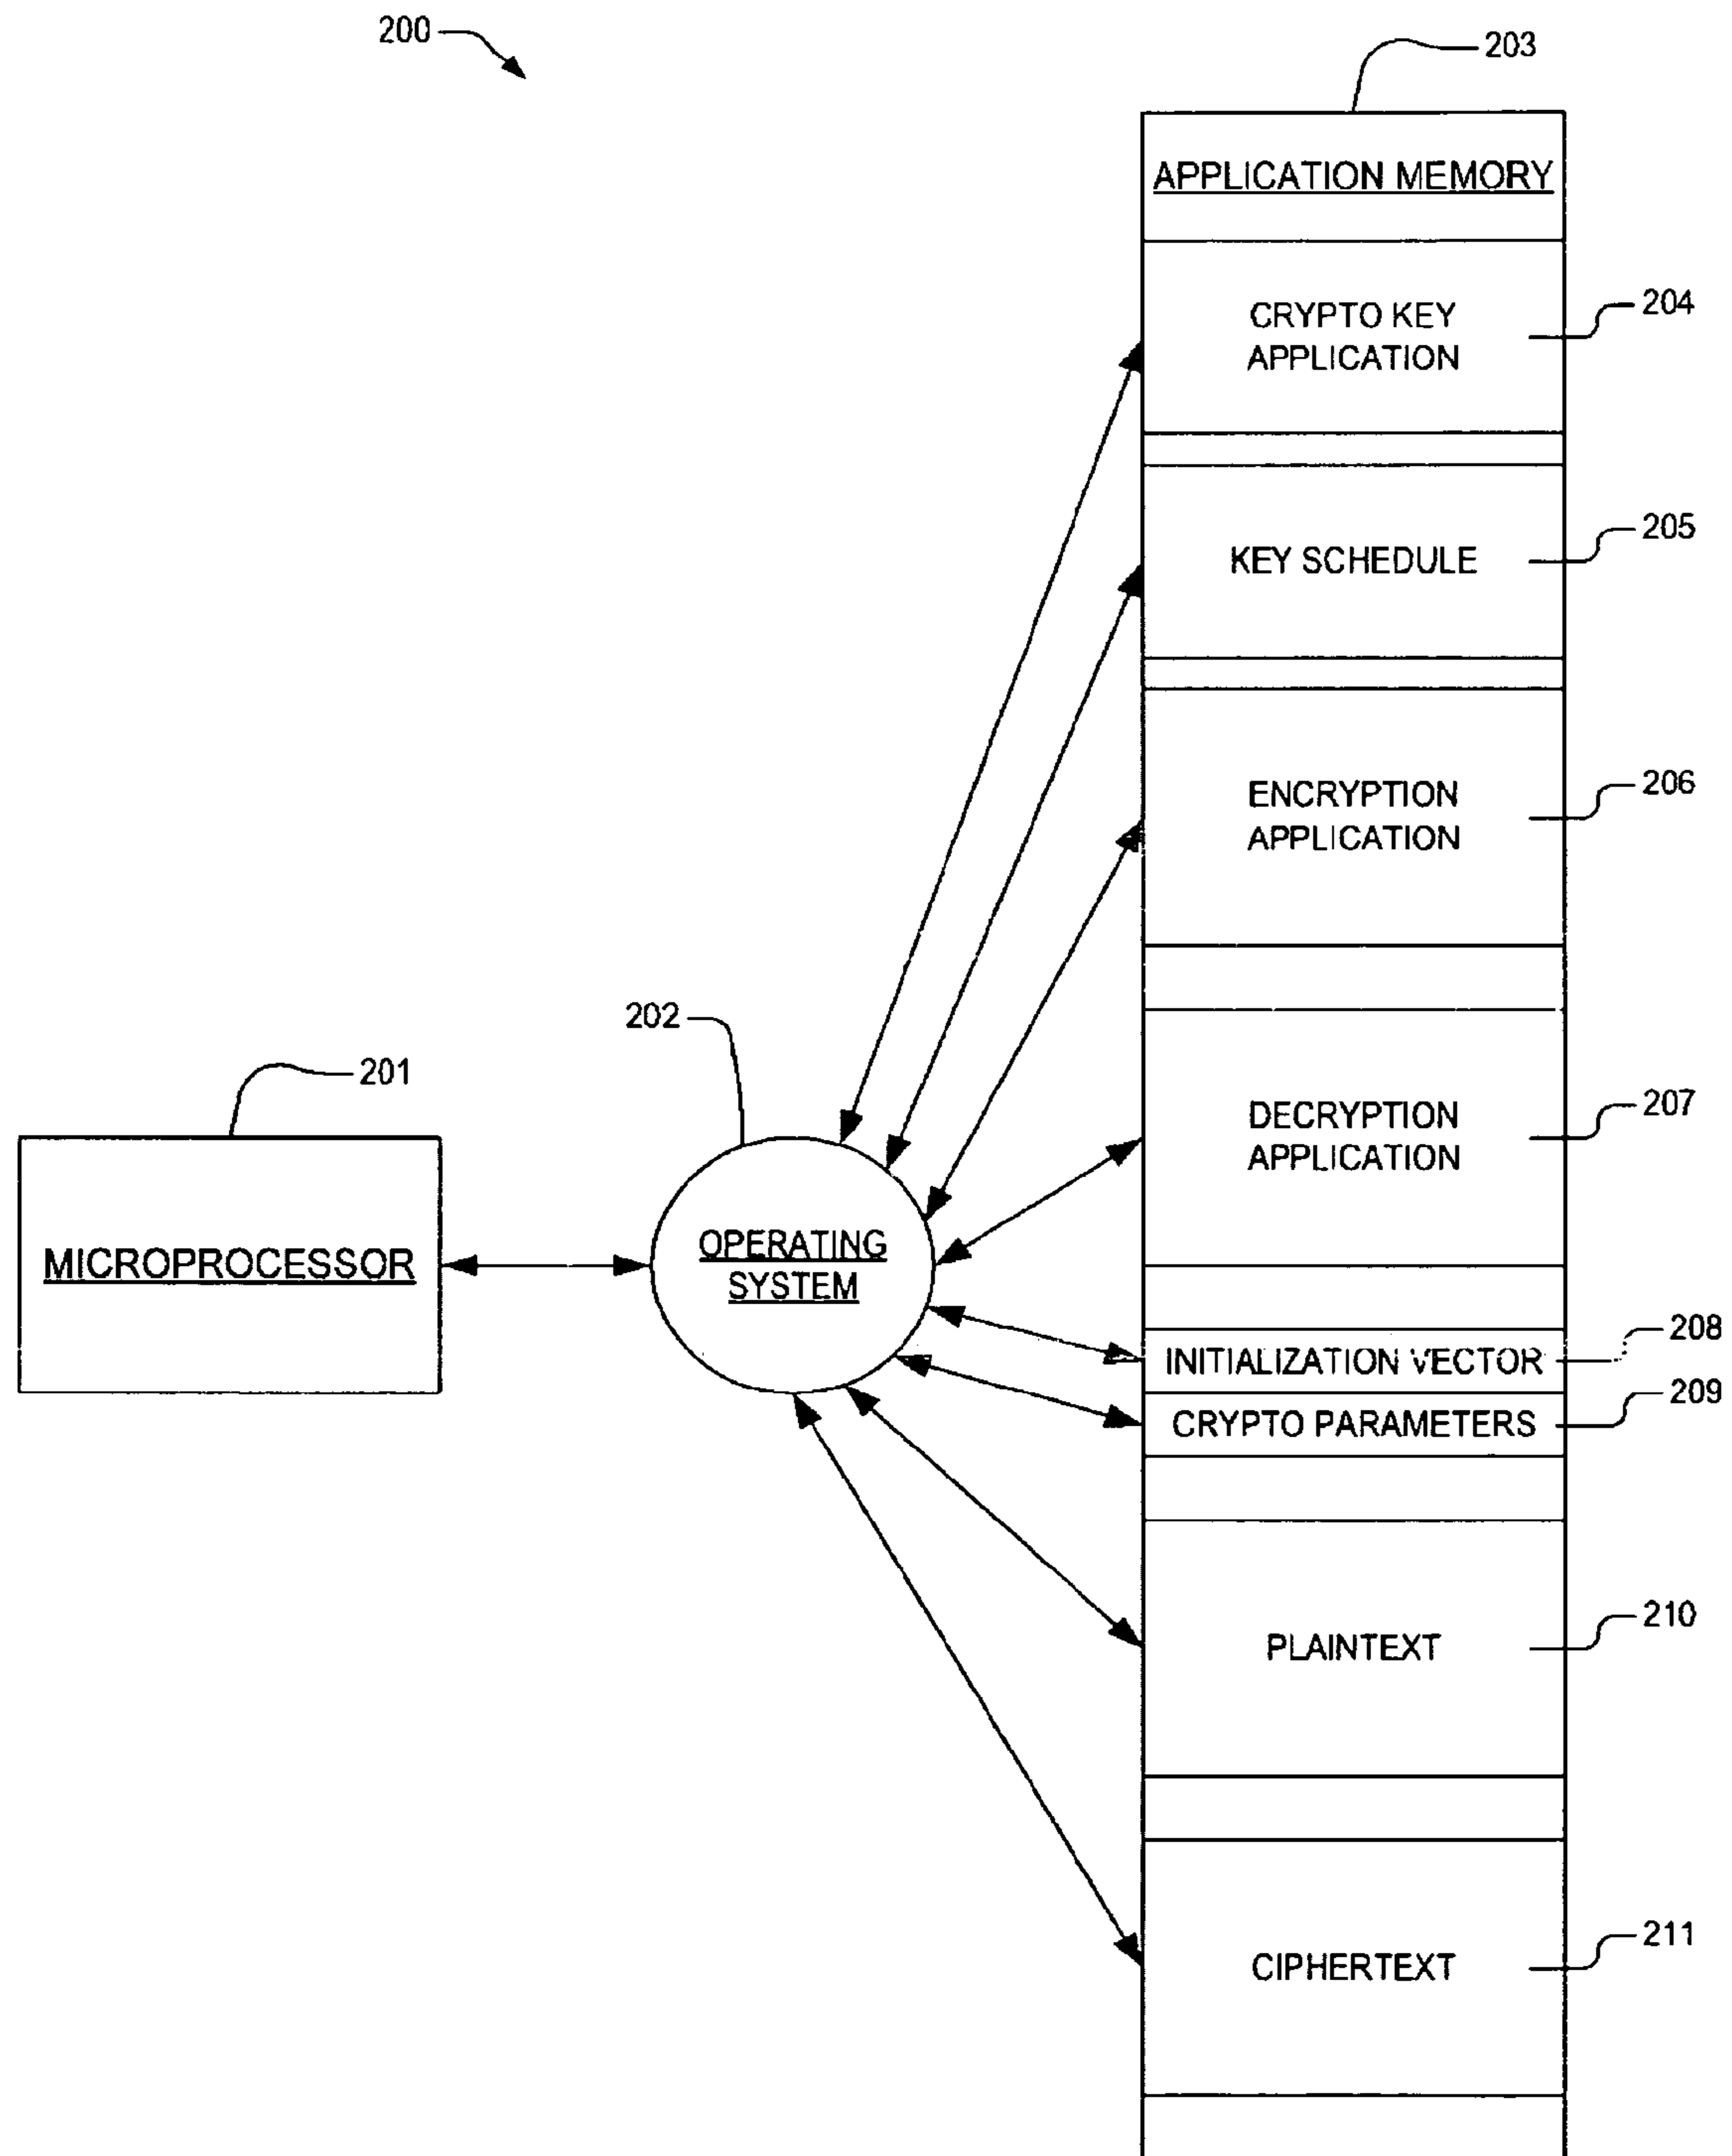 200
203
APPLICATION MEMORY
CRYPTO KEY
APPLICATION
204
KEY SCHEDULE
205
ENCRYPTION
APPLICATION
206
202
201
DECRYPTION
APPLICATION
207
MICROPROCESSOR
OPERATING
SYSTEM
INITIALIZATION VECTOR
208
CRYPTO PARAMETERS
209
PLAINTEXT
210
CIPHERTEXT
211